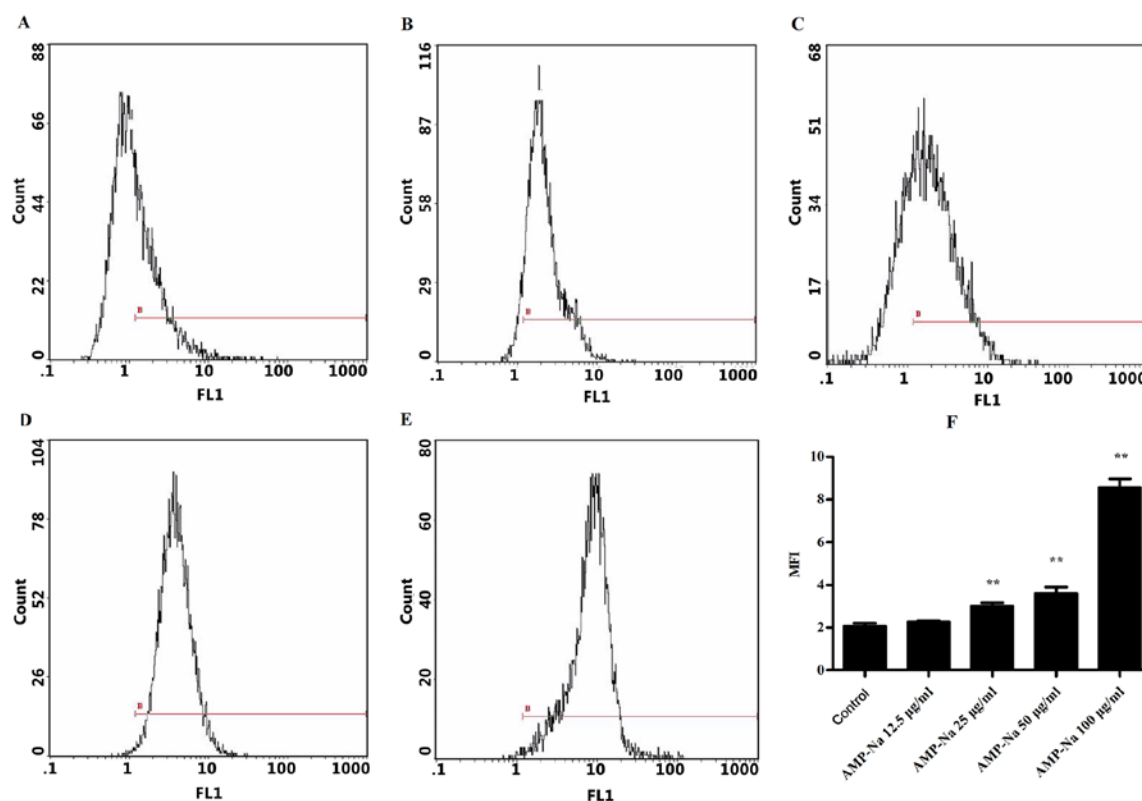 A
88
66
44
22
0
Count
B
.1 1 10 100 1000
FL1
B
116
87
58
29
0
Count
B
.1 1 10 100 1000
FL1
C
68
51
34
17
0
Count
B
.1 1 10 100 1000
FL1
D
104
78
52
26
0
Count
B
.1 1 10 100 1000
FL1
E
80
60
40
20
0
Count
B
.1 1 10 100 1000
FL1
F
10
8
6
4
2
0
MFI
**
**
**
Control
AMP-Na 12.5 µg/ml
AMP-Na 25 µg/ml
AMP-Na 50 µg/ml
AMP-Na 100 µg/ml